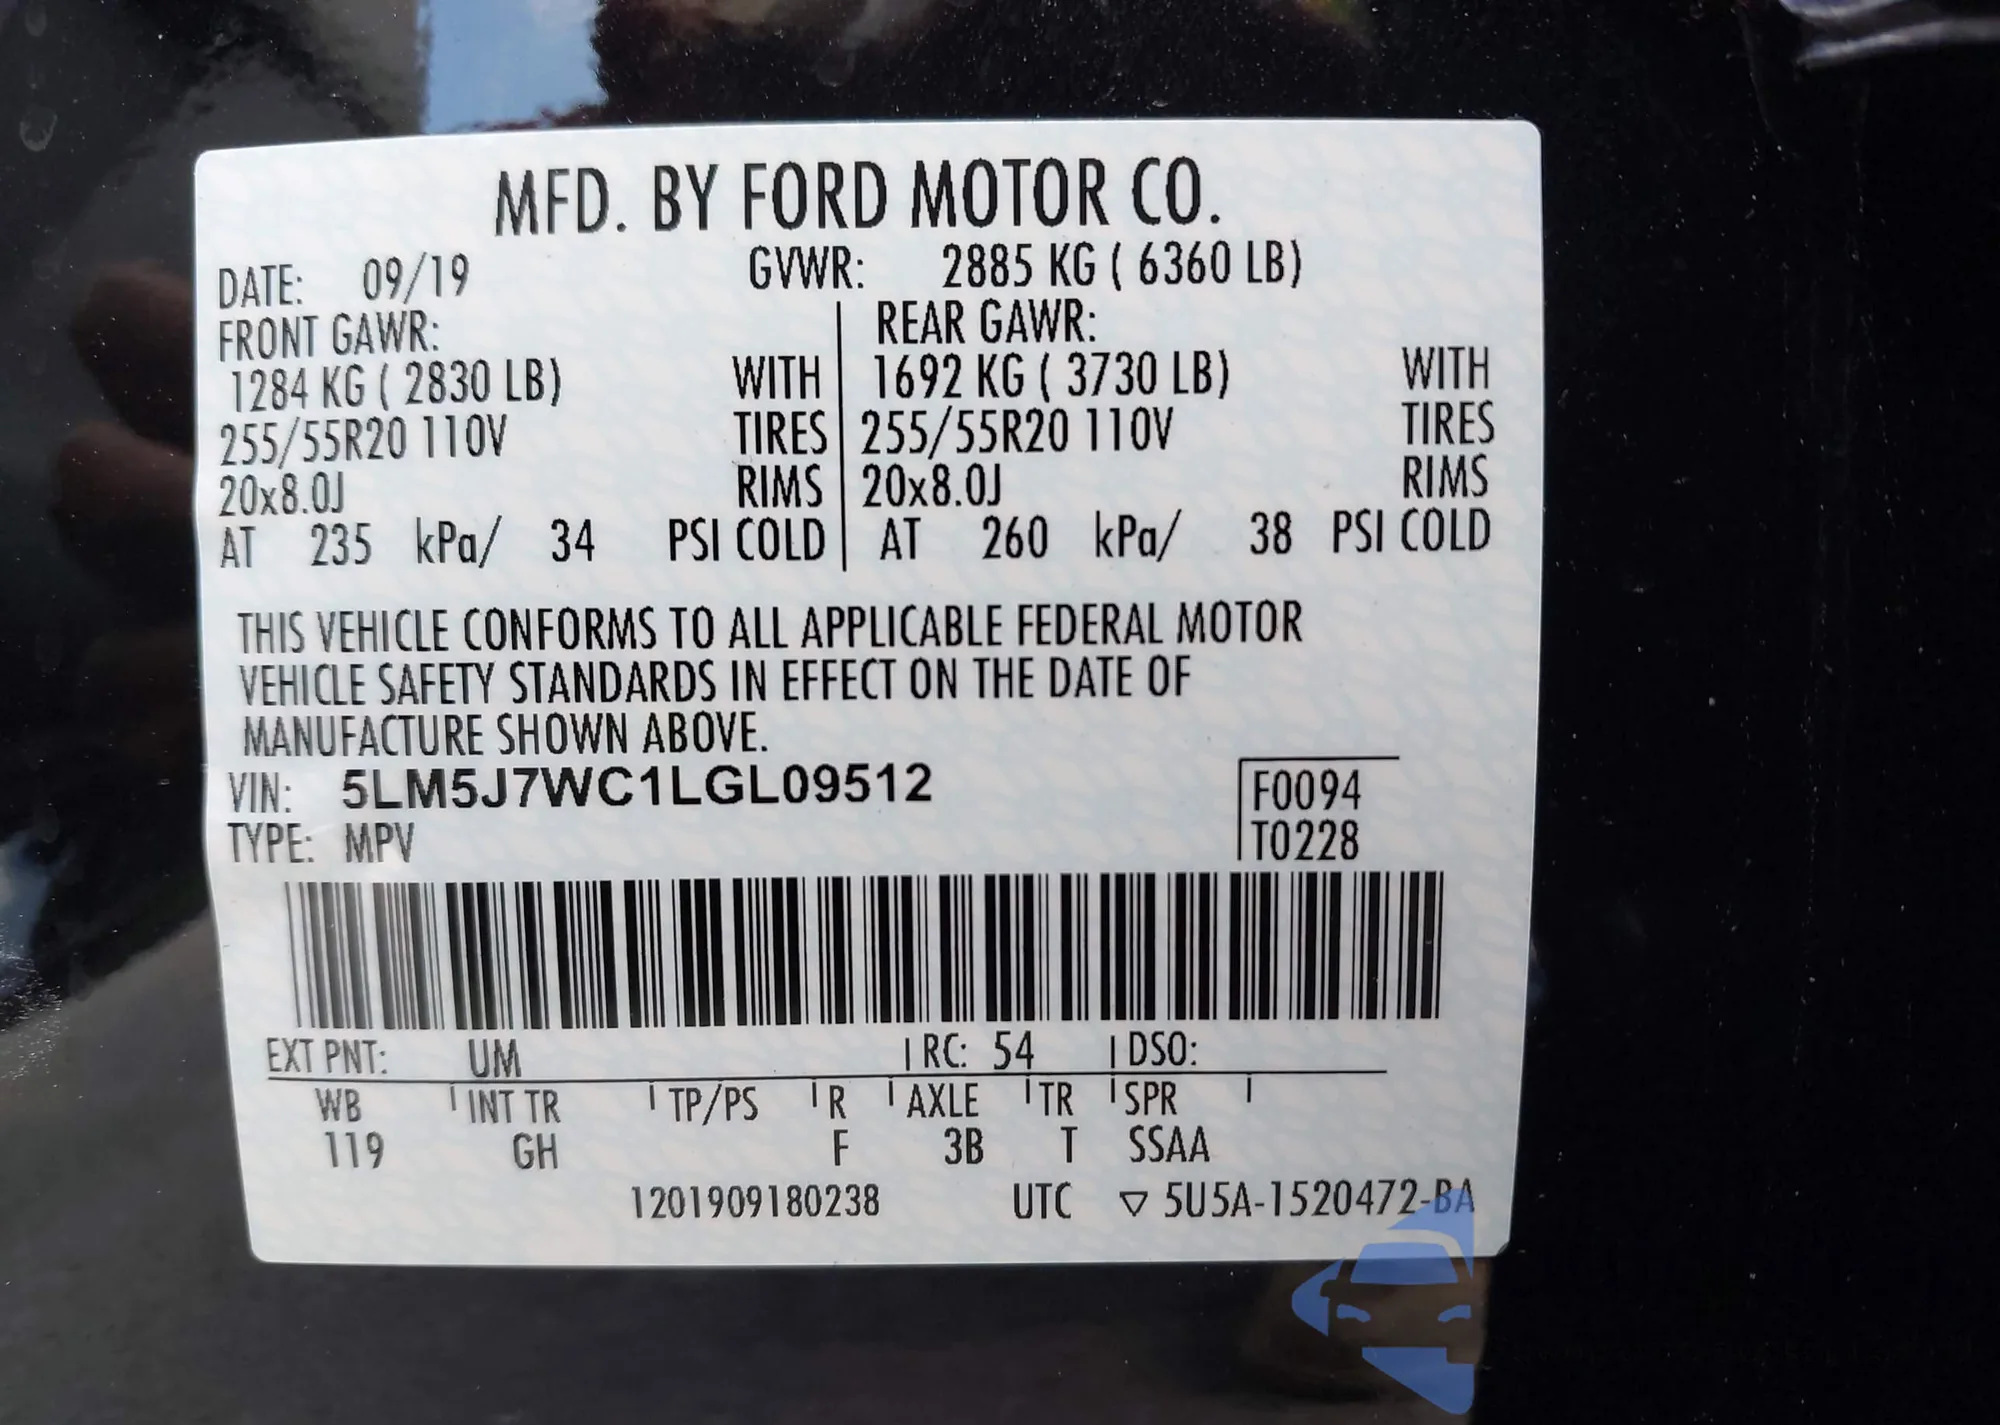 MFD. BY FORD MOTOR CO.
DATE: 09/19 GVWR: 2885 KG ( 6360 LB)
FRONT GAWR: REAR GAWR:
1284 KG ( 2830 LB) WITH 1692 KG ( 3730 LB) WITH
255/55R20 110V TIRES 255/55R20 110V TIRES
20x8.0J RIMS 20x8.0J RIMS
AT 235 kPa/ 34 PSI COLD AT 260 kPa/ 38 PSI COLD
THIS VEHICLE CONFORMS TO ALL APPLICABLE FEDERAL MOTOR
VEHICLE SAFETY STANDARDS IN EFFECT ON THE DATE OF
MANUFACTURE SHOWN ABOVE.
VIN: 5LM5J7WC1LGL09512 F0094
TYPE: MPV T0228
EXT PNT: UM RC: 54 DSO:
WB INT TR TP/PS R AXLE TR SPR
119 GH F 3B T SSAA
1201909180238 UTC ▽ 5U5A-1520472-BA